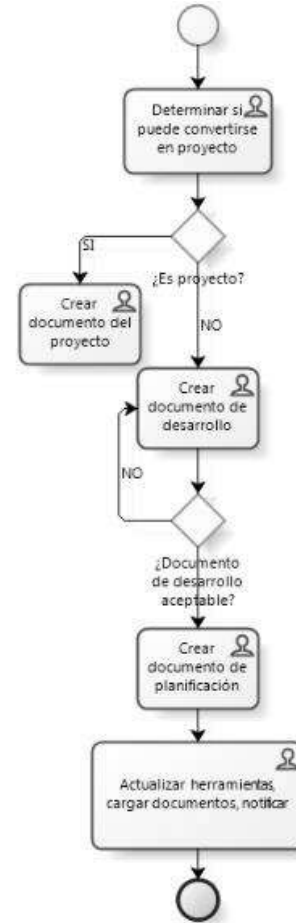 Determinar si
puede convertirse
en proyecto
SI
¿Es proyecto?
Crear
documento del
proyecto
NO
Crear
documento de
desarrollo
NO
¿Documento
de desarrollo
aceptable?
Crear
documento de
planificación
Actualizar herramientas,
cargar documentos, notificar